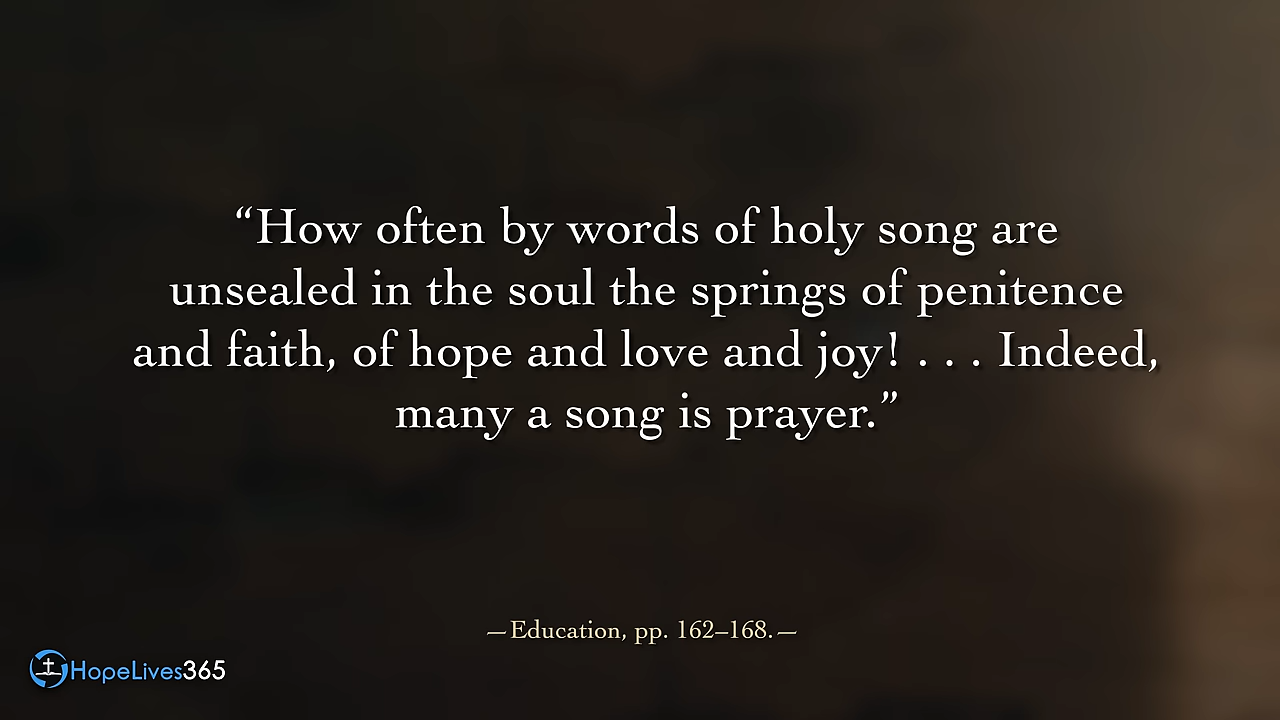 “How often by words of holy song are
unsealed in the soul the springs of penitence
and faith, of hope and love and joy! . . . Indeed,
many a song is prayer.”
—Education, pp. 162–168.—
HopeLives365